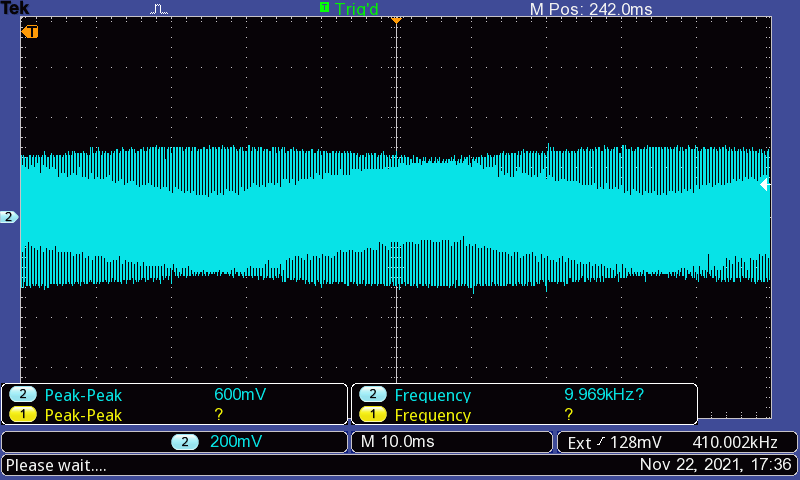 Tek T Trig'd M Pos: 242.0ms
T
2
2 Peak-Peak 600mV 2 Frequency 9.969kHz?
1 Peak-Peak ? 1 Frequency ?
2 200mV M 10.0ms Ext 128mV 410.002kHz
Please wait.... Nov 22, 2021, 17:36